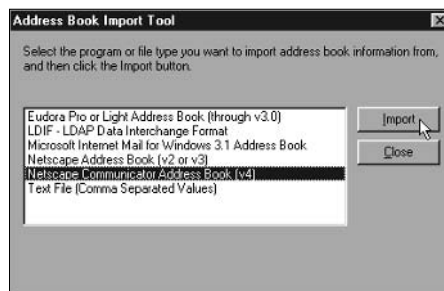 Address Book Import Tool
Select the program or file type you want to import address book information from,
and then click the Import button.
Eudora Pro or Light Address Book (through v3.0)
LDIF - LDAP Data Interchange Format
Microsoft Internet Mail for Windows 3.1 Address Book
Netscape Address Book (v2 or v3)
Netscape Communicator Address Book (v4)
Text File (Comma Separated Values)
Import
Close